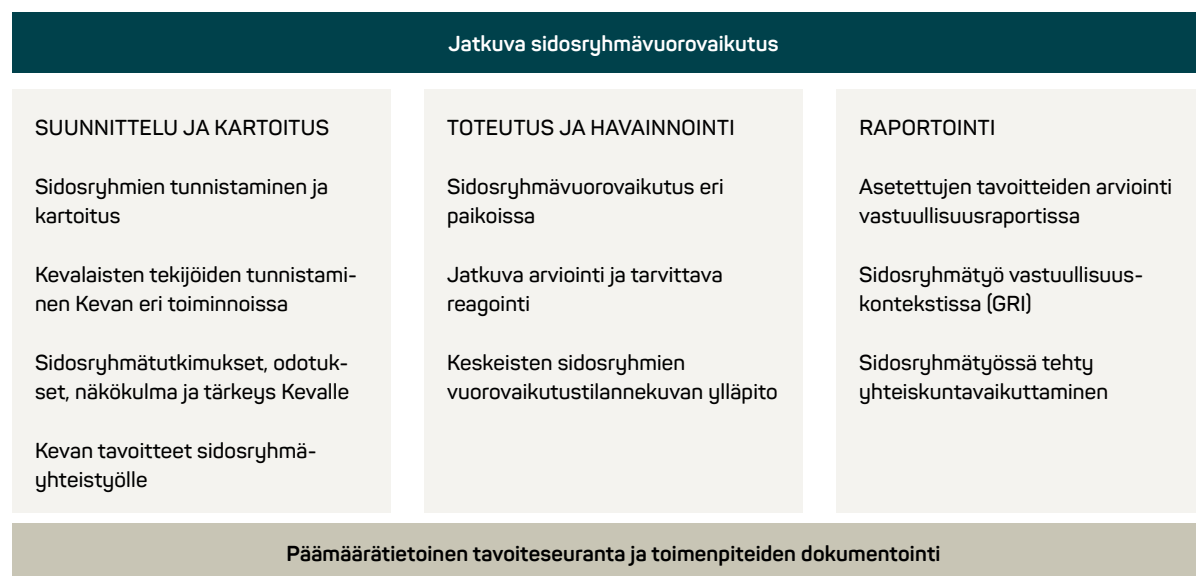 Jatkuva sidosryhmävuorovaikutus
SUUNNITTELU JA KARTOITUS
Sidosryhmien tunnistaminen ja
kartoitus
Kevalaisten tekijöiden tunnistami-
nen Kevan eri toiminnoissa
Sidosryhmätutkimukset, odotuk-
set, näkökulma ja tärkeys Kevalle
Kevan tavoitteet sidosryhmä-
yhteistyölle
TOTEUTUS JA HAVAINNOINTI
Sidosryhmävuorovaikutus eri
paikoissa
Jatkuva arviointi ja tarvittava
reagointi
Keskeisten sidosryhmien
vuorovaikutustilannekuvan ylläpito
RAPORTOINTI
Asetettujen tavoitteiden arviointi
vastuullisuusraportissa
Sidosryhmätyö vastuullisuus-
kontekstissa (GRI)
Sidosryhmätyössä tehty
yhteiskuntavaikuttaminen
Päämäärätietoinen tavoiteseuranta ja toimenpiteiden dokumentointi